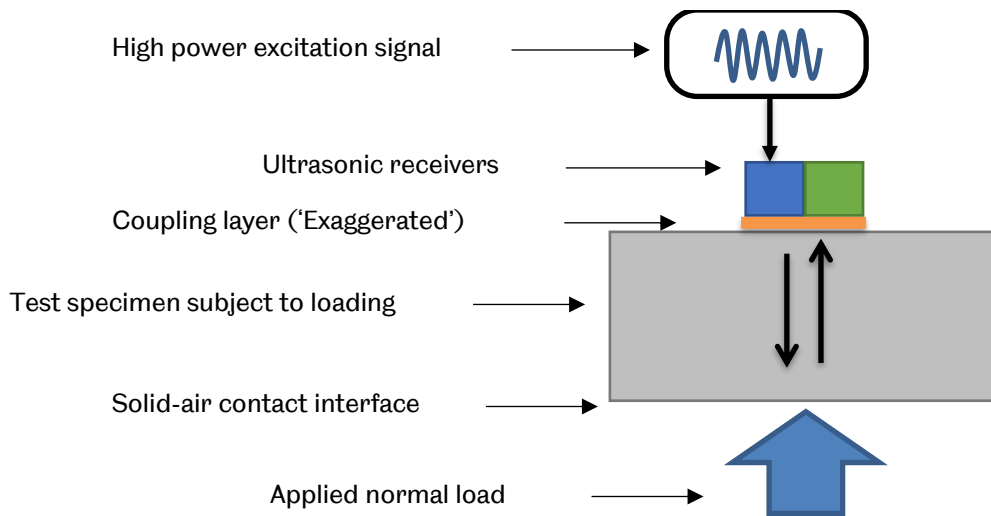 High power excitation signal
Ultrasonic receivers
Coupling layer (‘Exaggerated’)
Test specimen subject to loading
Solid-air contact interface
Applied normal load